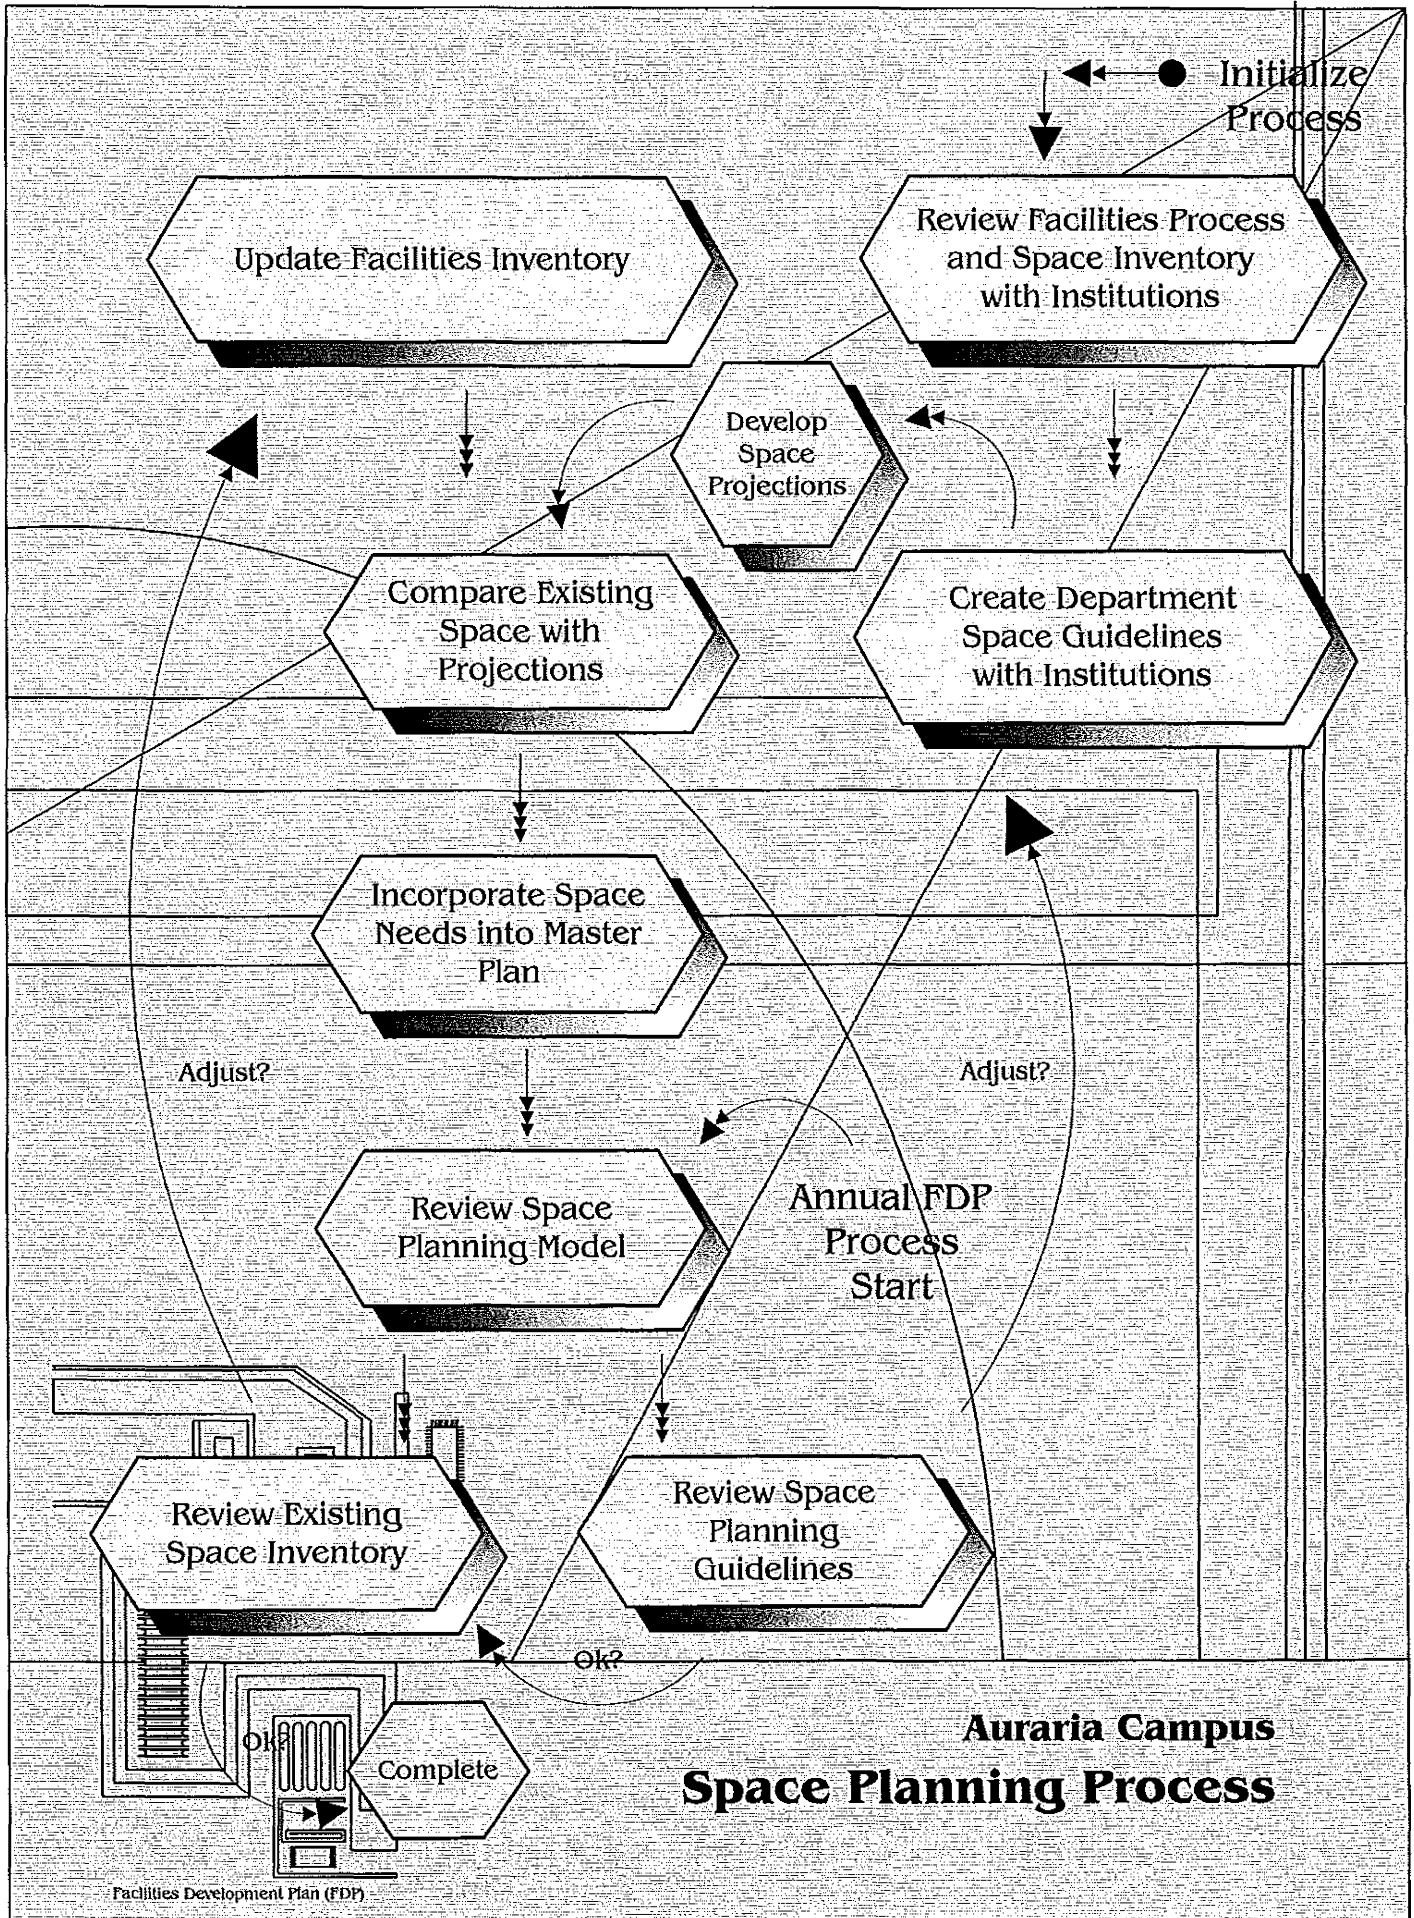 Initialize
Process
Update Facilities Inventory
Review Facilities Process
and Space Inventory
with Institutions
Develop
Space
Projections
Compare Existing
Space with
Projections
Create Department
Space Guidelines
with Institutions
Incorporate Space
Needs into Master
Plan
Adjust?
Adjust?
Review Space
Planning Model
Annual FDP
Process
Start
Review Existing
Space Inventory
Review Space
Planning
Guidelines
Ok?
Ok?
Complete
Auraria Campus
Space Planning Process
Facilities Development Plan (FDP)